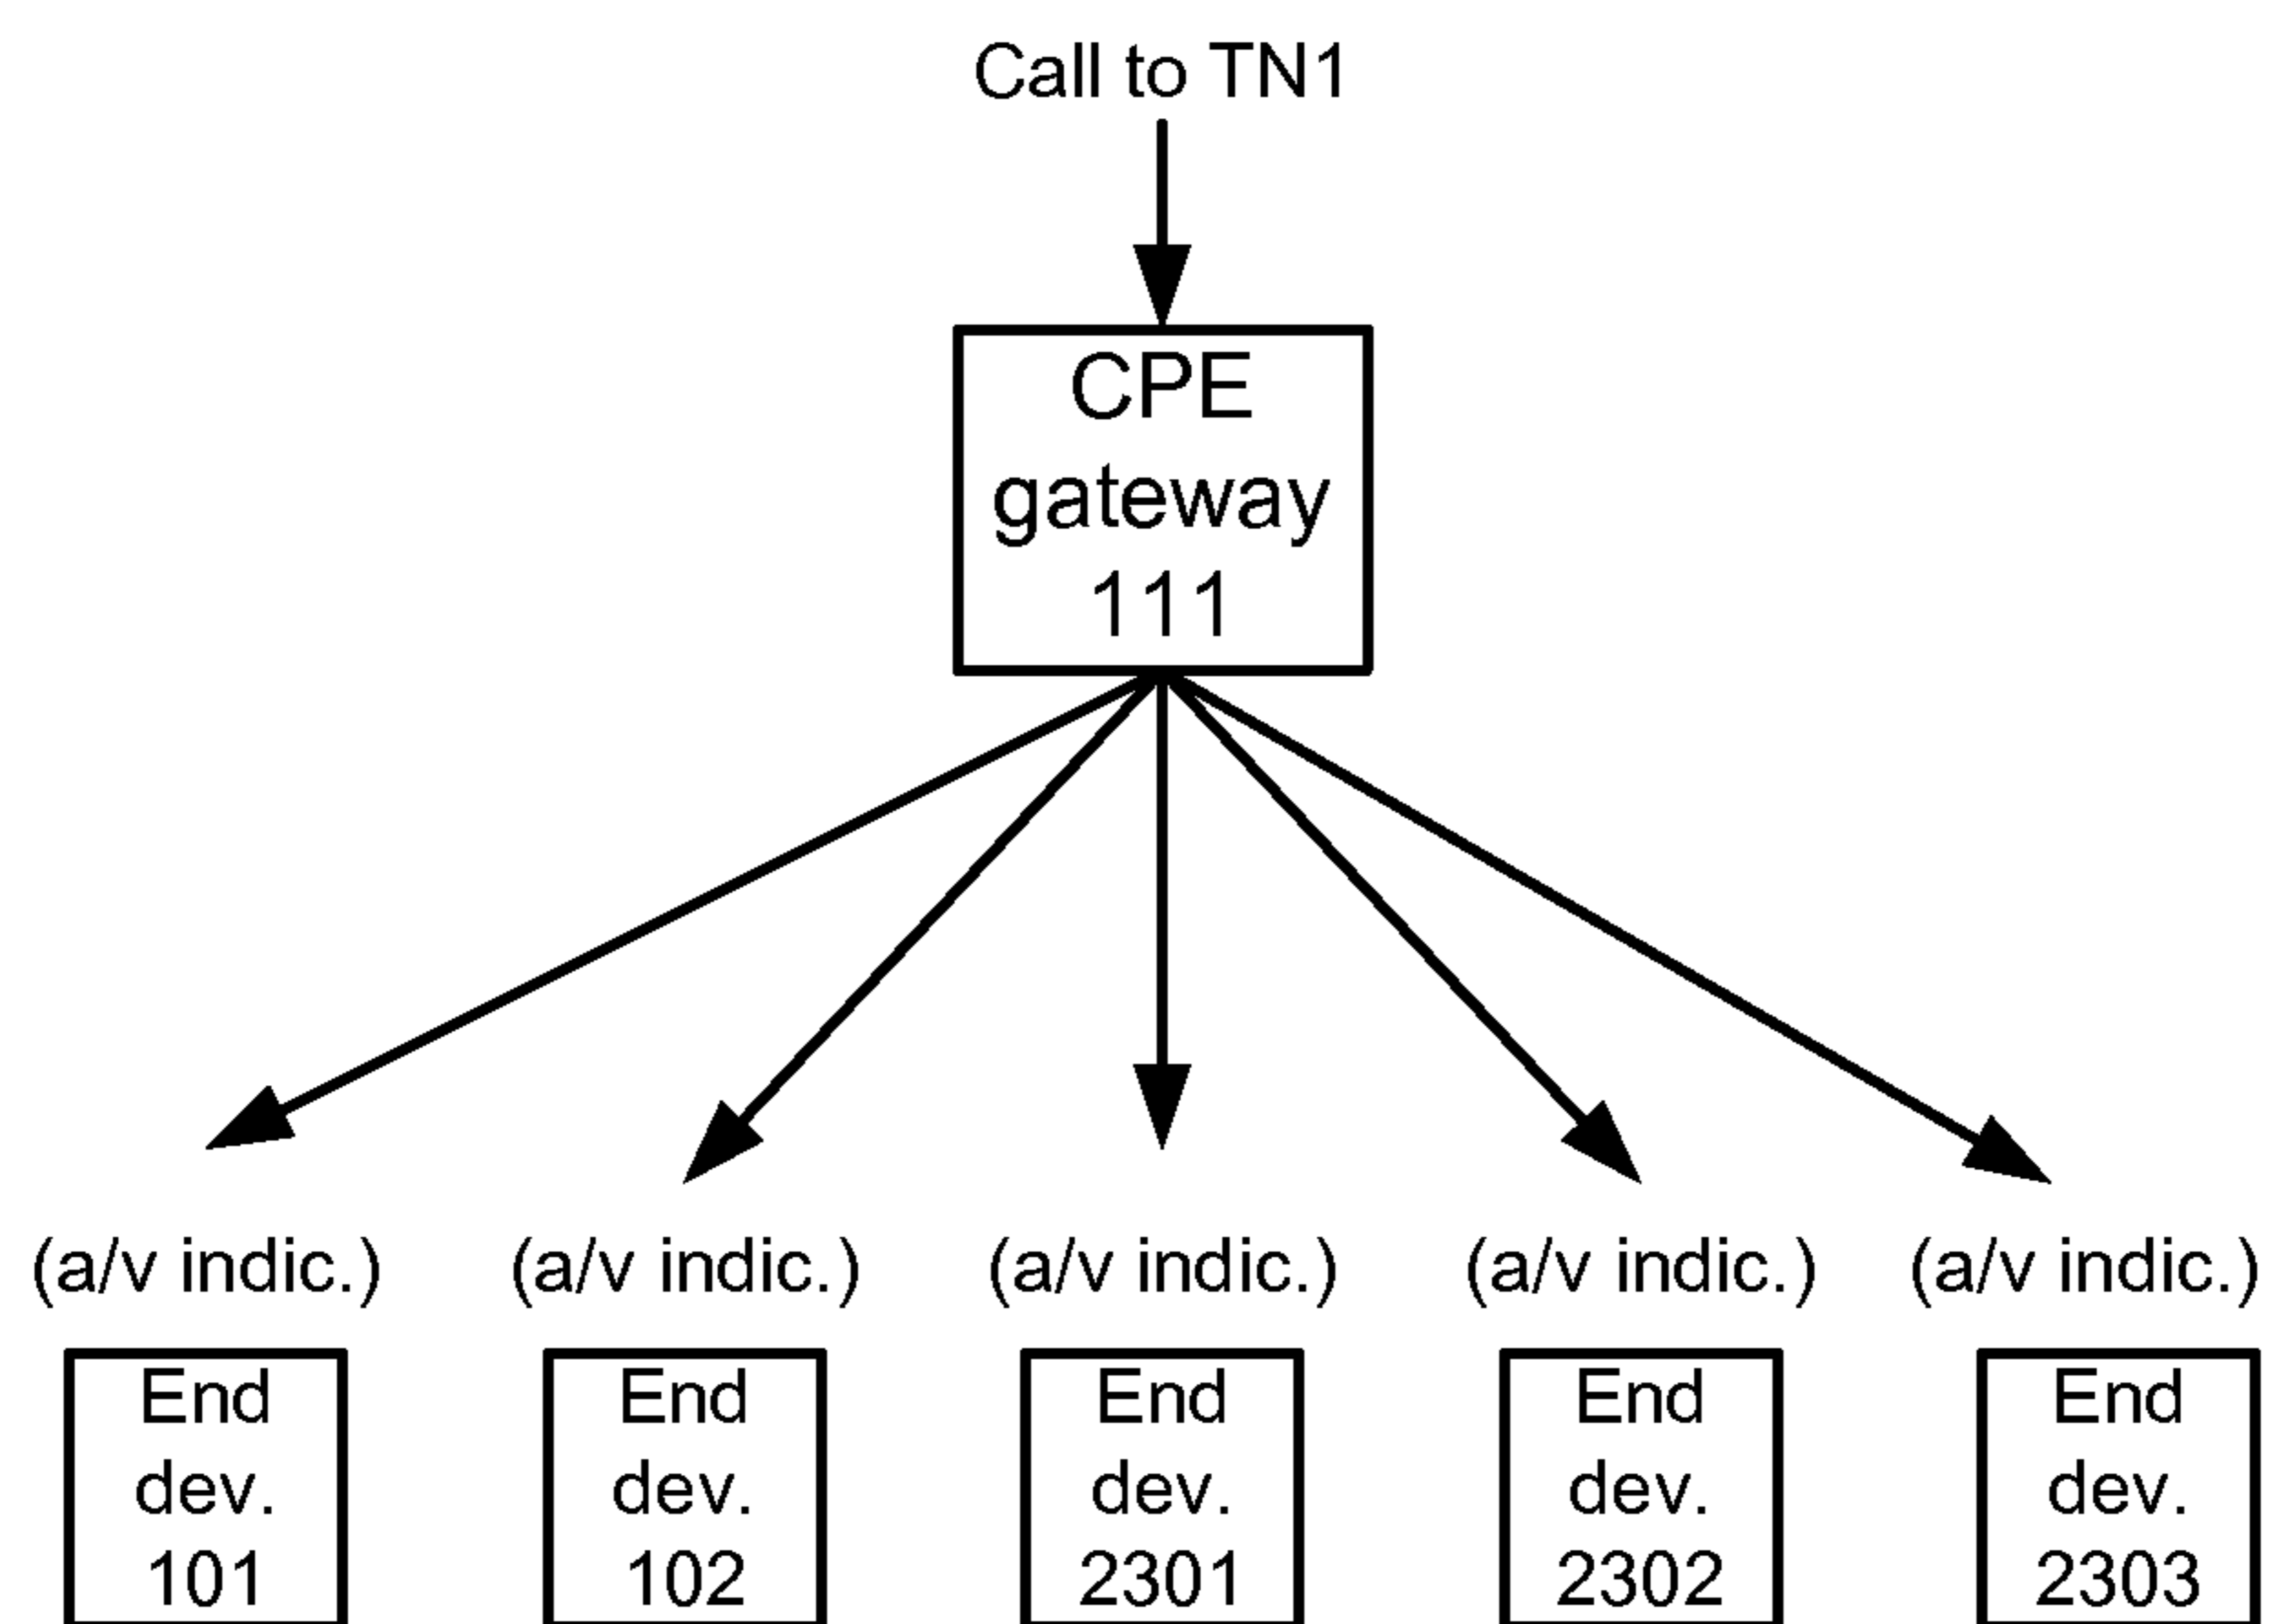 Call to TN1
CPE
gateway
111
(a/v indic.) (a/v indic.) (a/v indic.) (a/v indic.) (a/v indic.)
End
dev.
101
End
dev.
102
End
dev.
2301
End
dev.
2302
End
dev.
2303